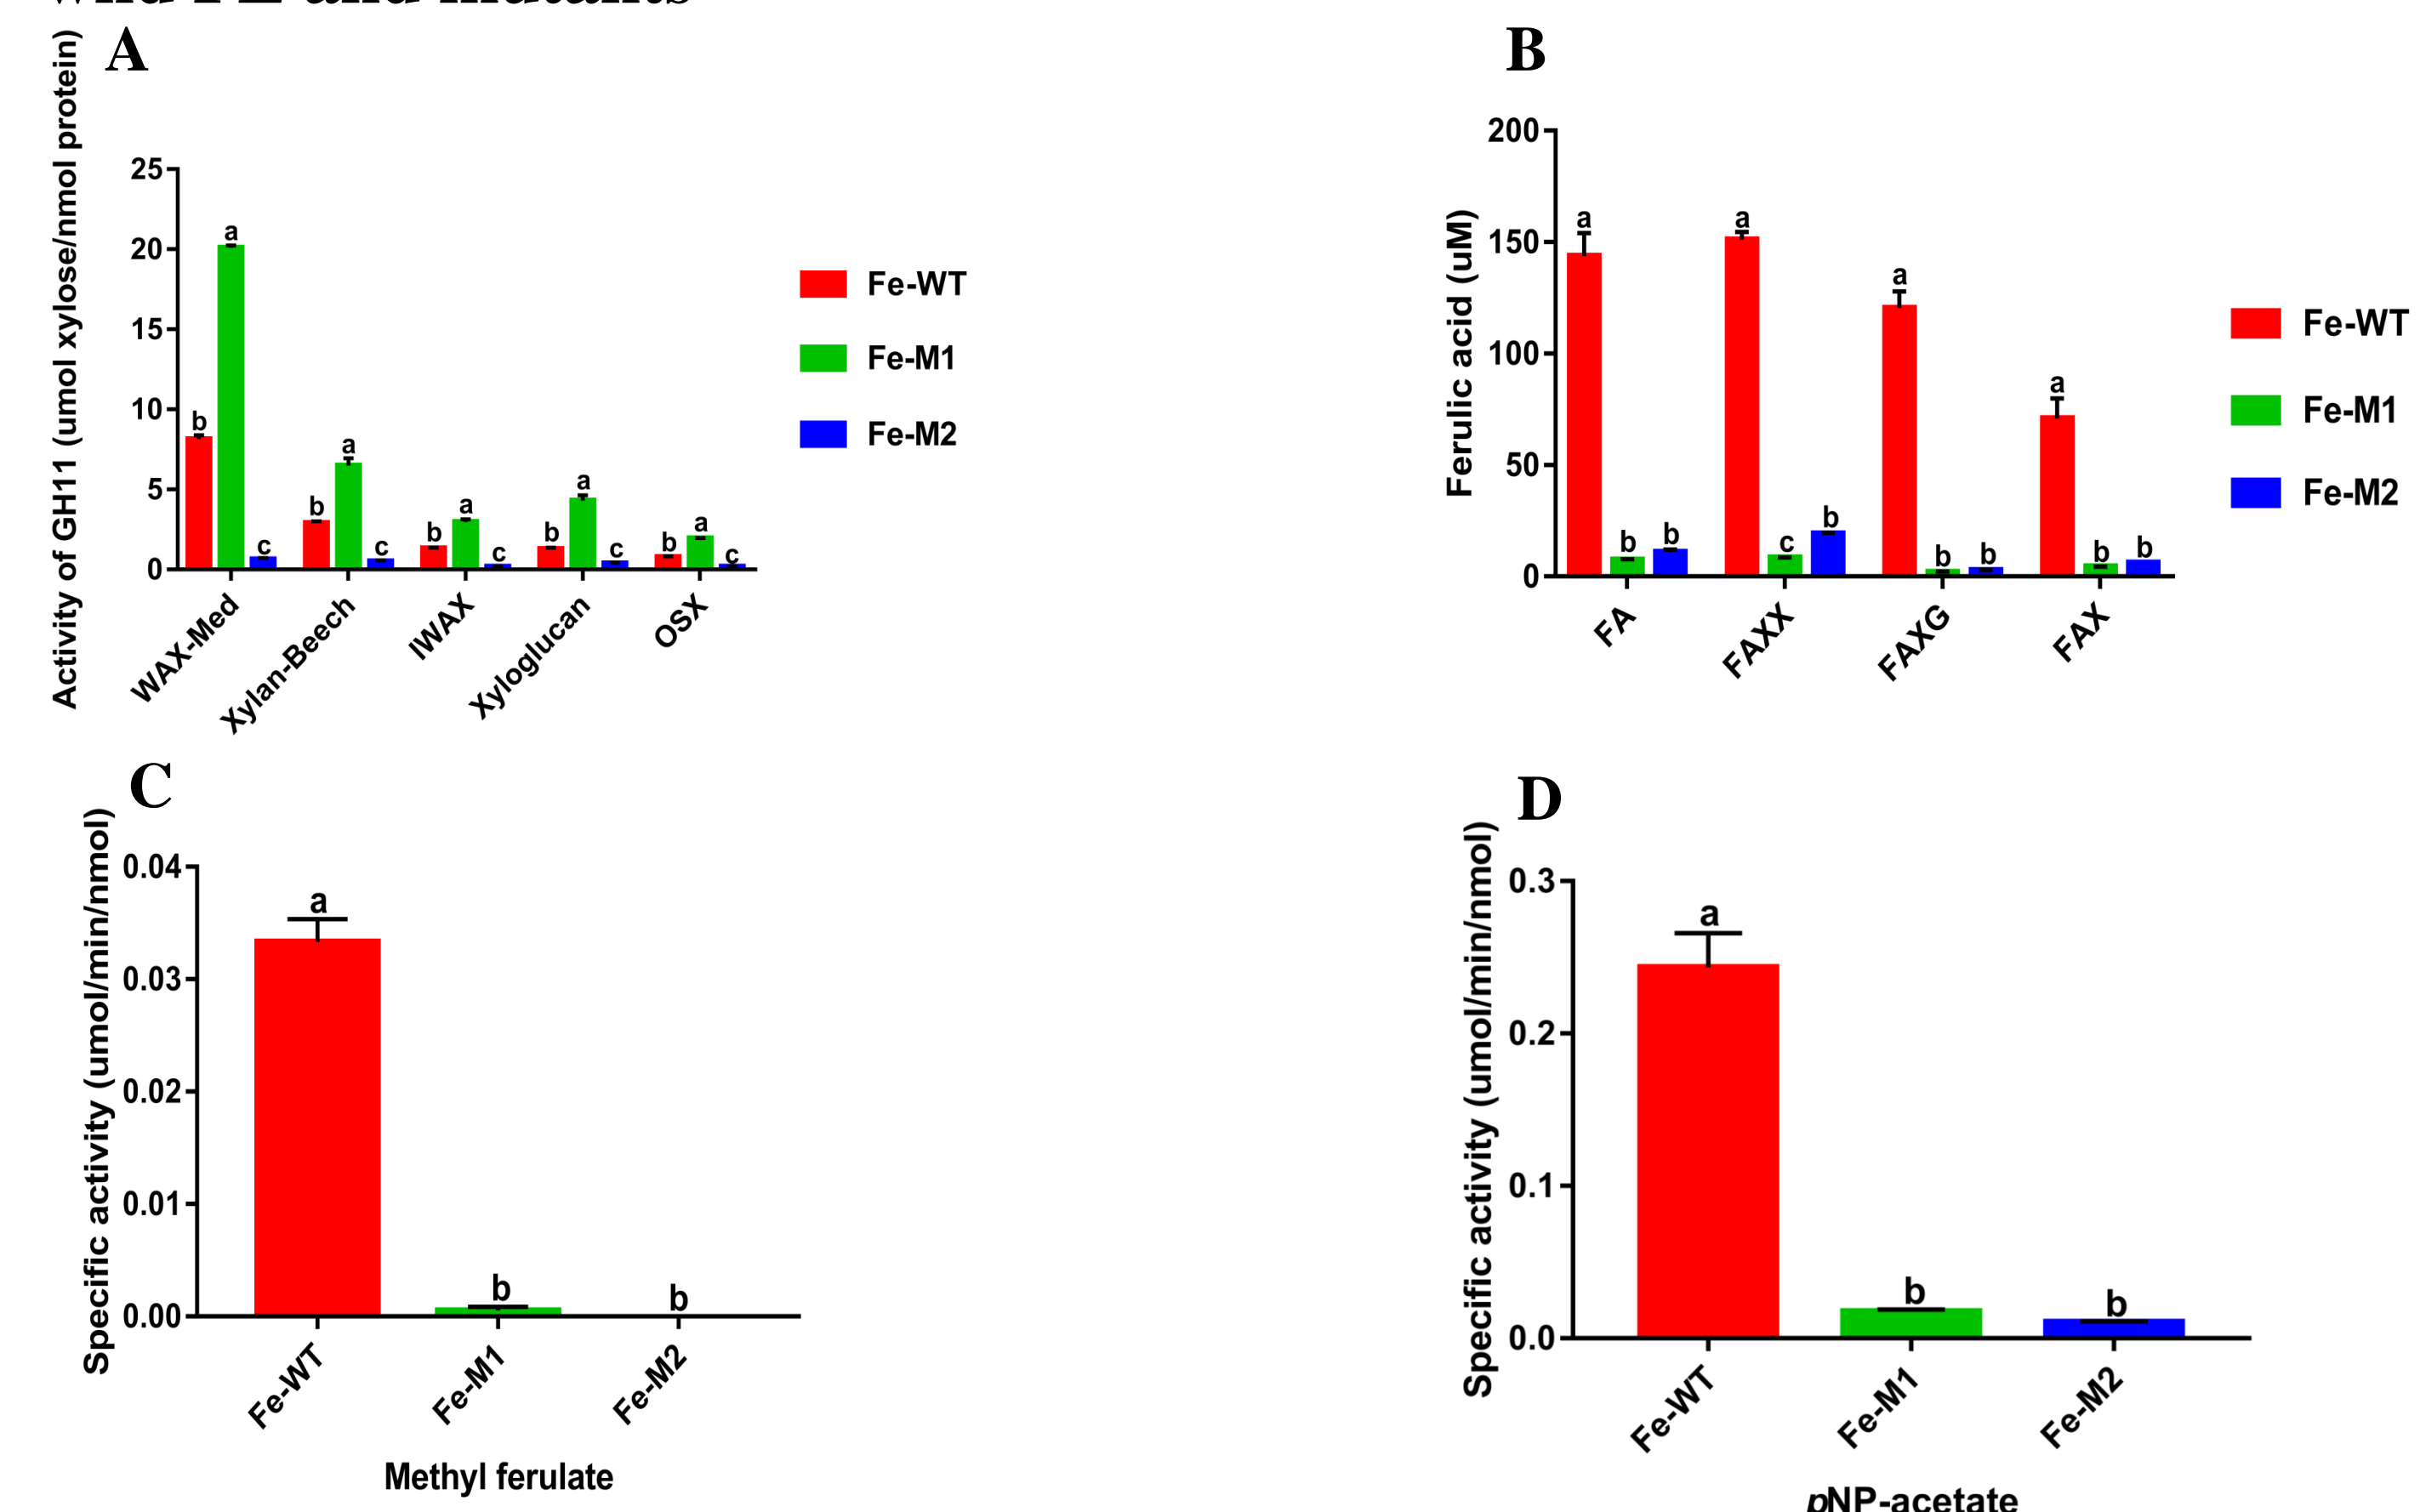 A
Activity of GH11 (umol xylose/nmol protein)
25
20
15
10
5
0
b
a
c
b
a
c
b
a
c
b
a
c
b
a
c
WAX-Med
Xylan-Beech
IWAX
Xyloglucan
OSX
Fe-WT
Fe-M1
Fe-M2
B
Ferulic acid (uM)
200
150
100
50
0
a
b
b
a
c
b
a
b
b
a
b
b
FA
FAXX
FAXG
FAX
Fe-WT
Fe-M1
Fe-M2
C
Specific activity (umol/min/nmol)
0.04
0.03
0.02
0.01
0.00
a
b
b
Fe-WT
Fe-M1
Fe-M2
Methyl ferulate
D
Specific activity (umol/min/nmol)
0.3
0.2
0.1
0.0
a
b
b
Fe-WT
Fe-M1
Fe-M2
pNP-acetate